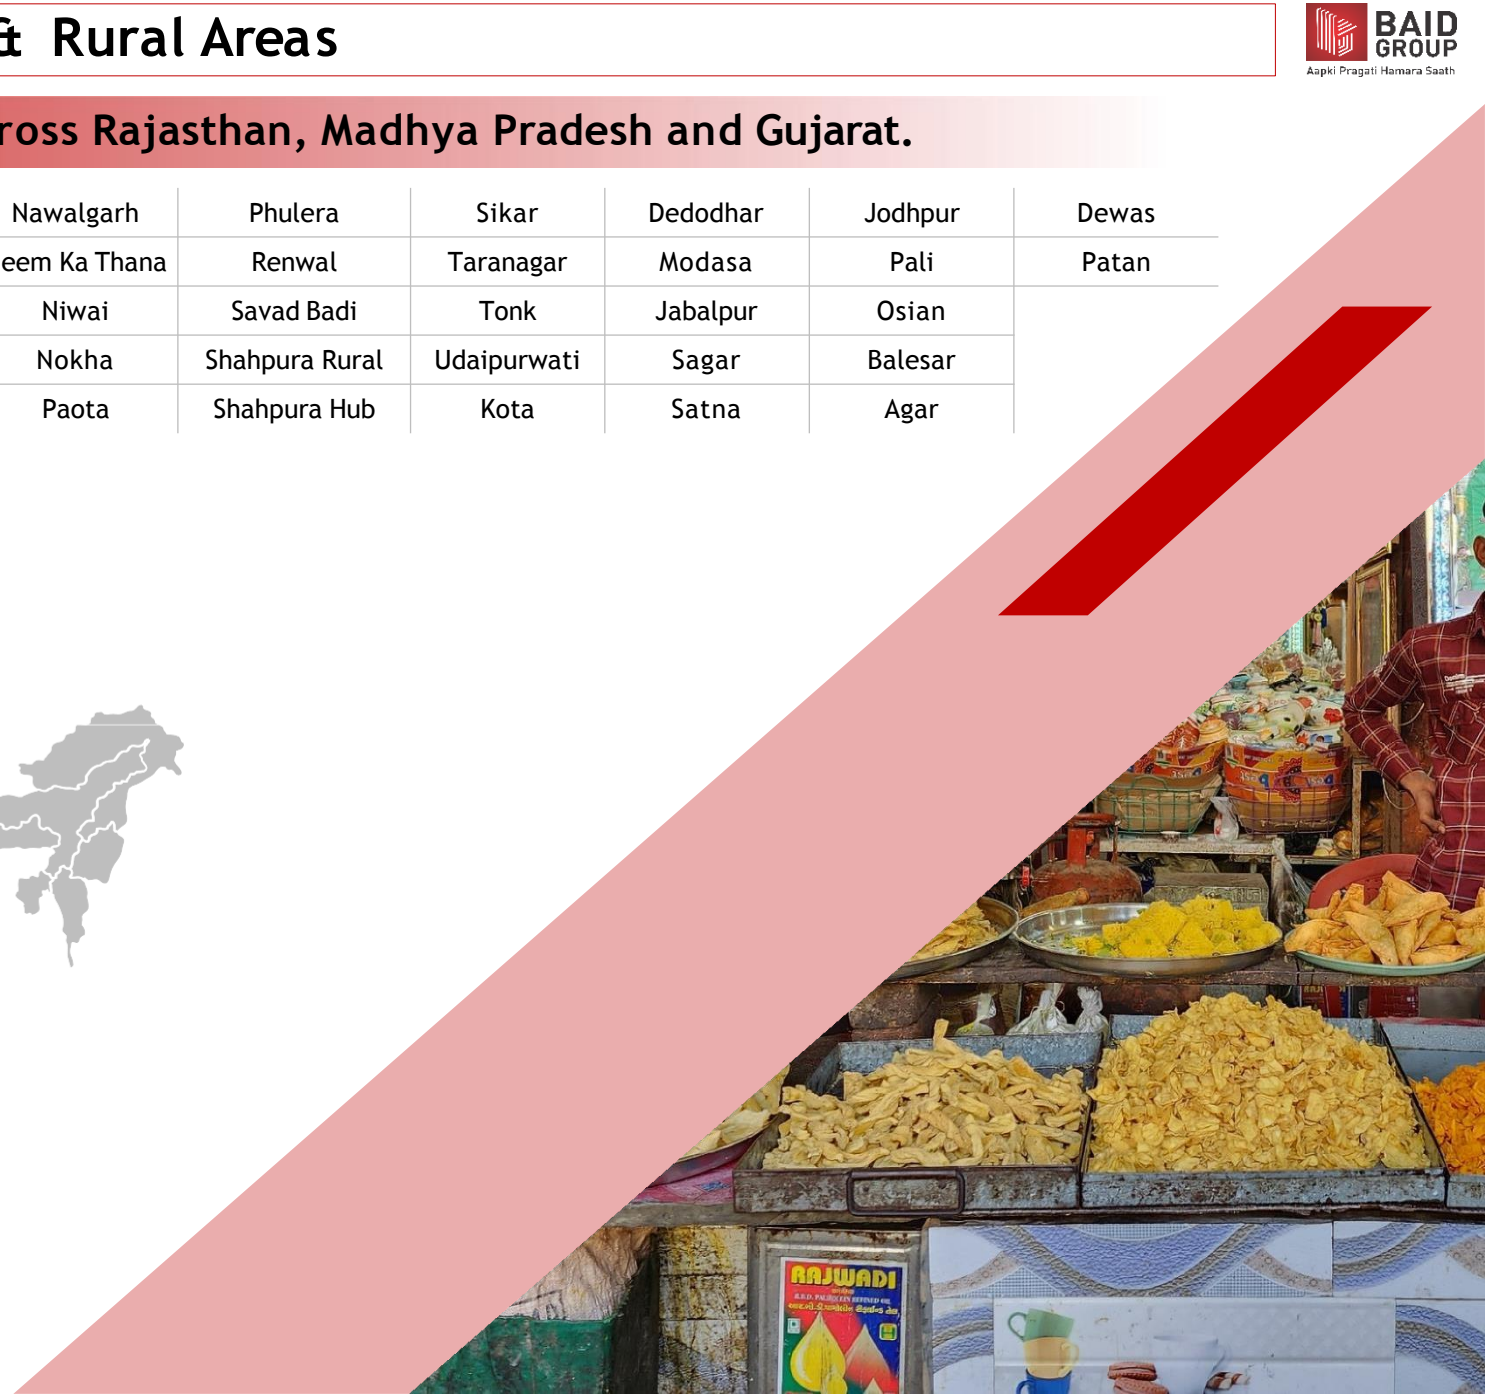 & Rural Areas
BAID
GROUP
Aapki Pragati Hamara Saath
ross Rajasthan, Madhya Pradesh and Gujarat.
Nawalgarh Phulera Sikar Dedodhar Jodhpur Dewas
eem Ka Thana Renwal Taranagar Modasa Pali Patan
Niwai Savad Badi Tonk Jabalpur Osian
Nokha Shahpura Rural Udaipurwati Sagar Balesar
Paota Shahpura Hub Kota Satna Agar
RAJWADI